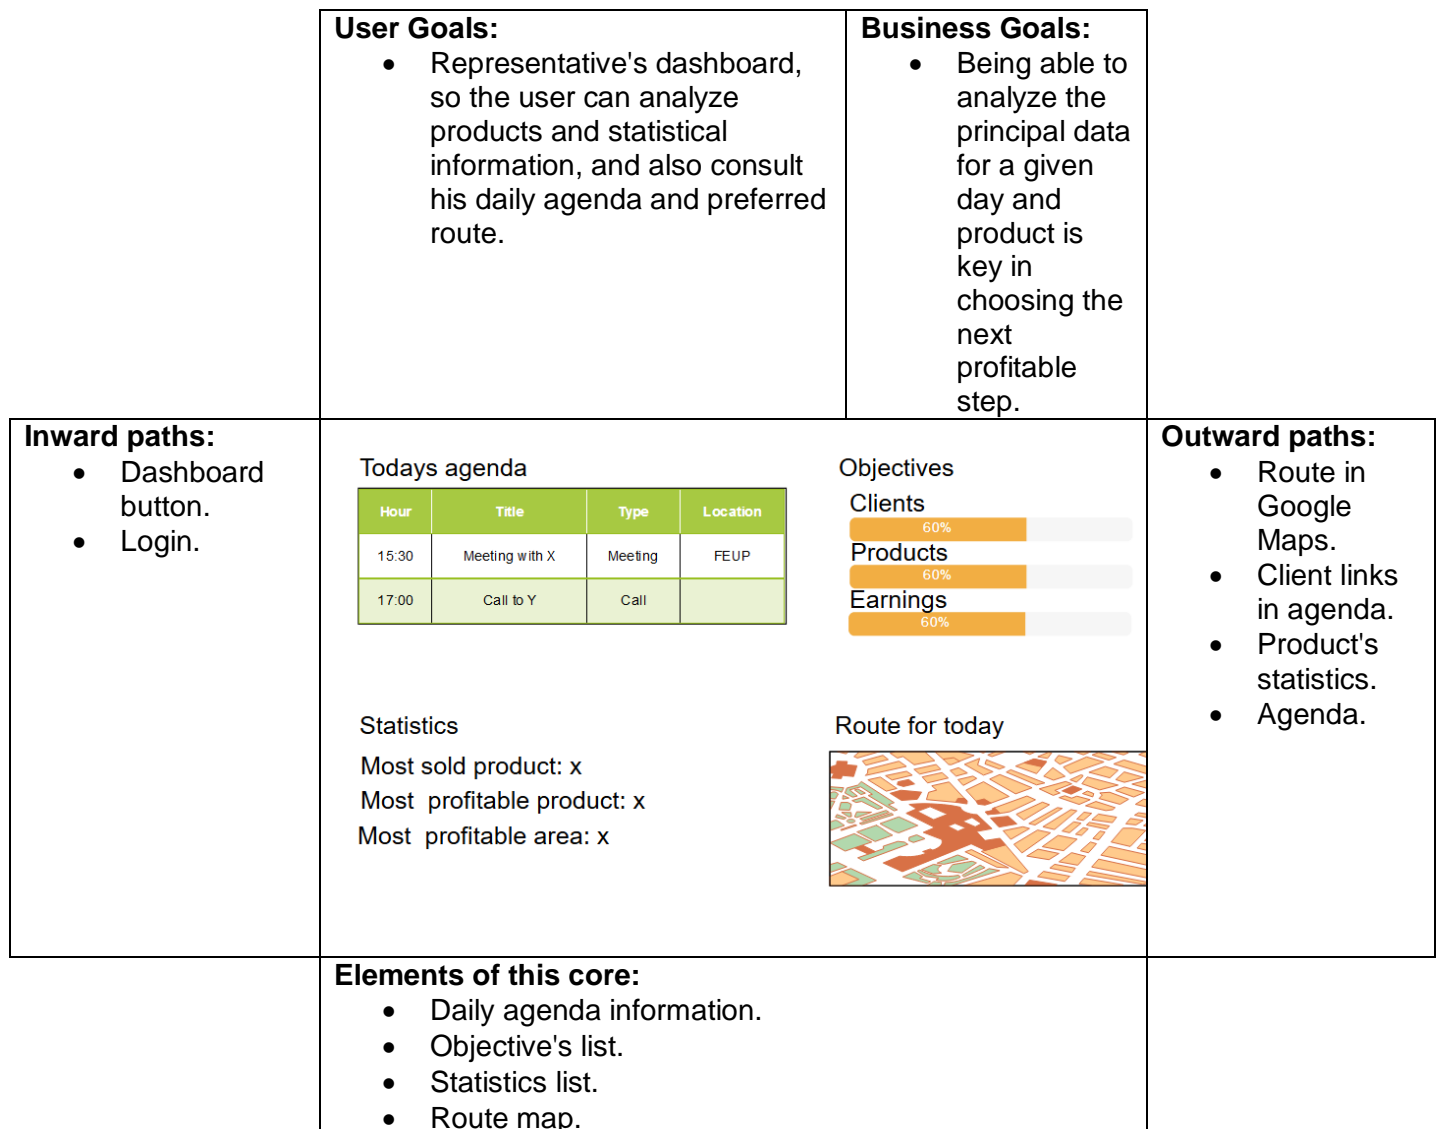 User Goals:
• Representative's dashboard,
so the user can analyze
products and statistical
information, and also consult
his daily agenda and preferred
route.
Business Goals:
• Being able to
analyze the
principal data
for a given
day and
product is
key in
choosing the
next
profitable
step.
Inward paths:
• Dashboard
button.
• Login.
Todays agenda
Hour Title Type Location
15:30 Meeting with X Meeting FEUP
17:00 Call to Y Call
Objectives
Clients
60%
Products
60%
Earnings
60%
Statistics
Most sold product: x
Most profitable product: x
Most profitable area: x
Route for today
Outward paths:
• Route in
Google
Maps.
• Client links
in agenda.
• Product's
statistics.
• Agenda.
Elements of this core:
• Daily agenda information.
• Objective's list.
• Statistics list.
• Route map.